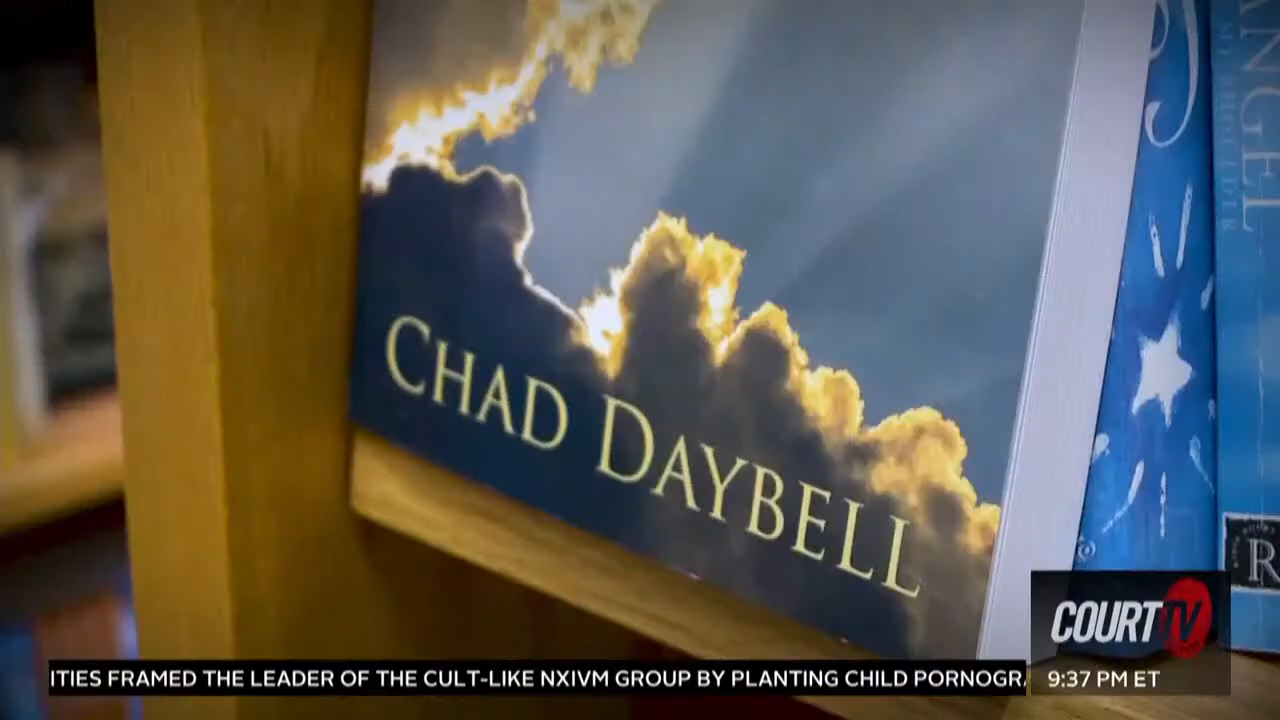 CHAD DAYBELL
ANGEL
R
COURT TV
ITIES FRAMED THE LEADER OF THE CULT-LIKE NXIVM GROUP BY PLANTING CHILD PORNOGR
9:37 PM ET